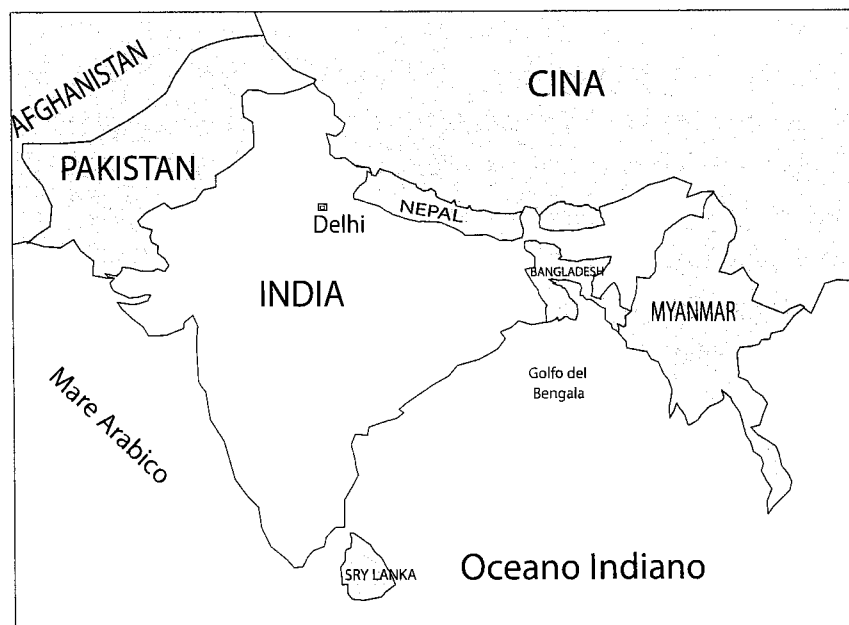 AFGHANISTAN
CINA
PAKISTAN
NEPAL
Delhi
BANGLADESH
INDIA
MYANMAR
Golfo del
Bengala
Mare Arabico
SRY LANKA
Oceano Indiano